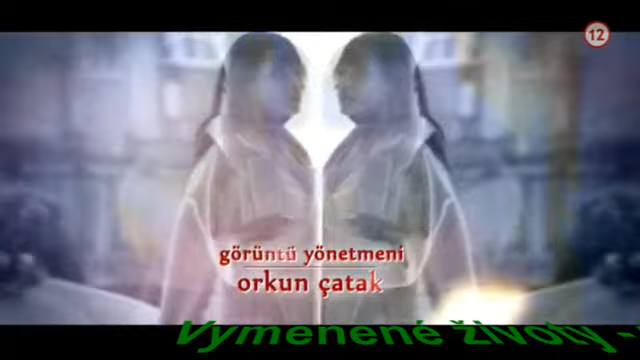 12
görüntü yönetmeni
orkun çatak
Vymenené životy -